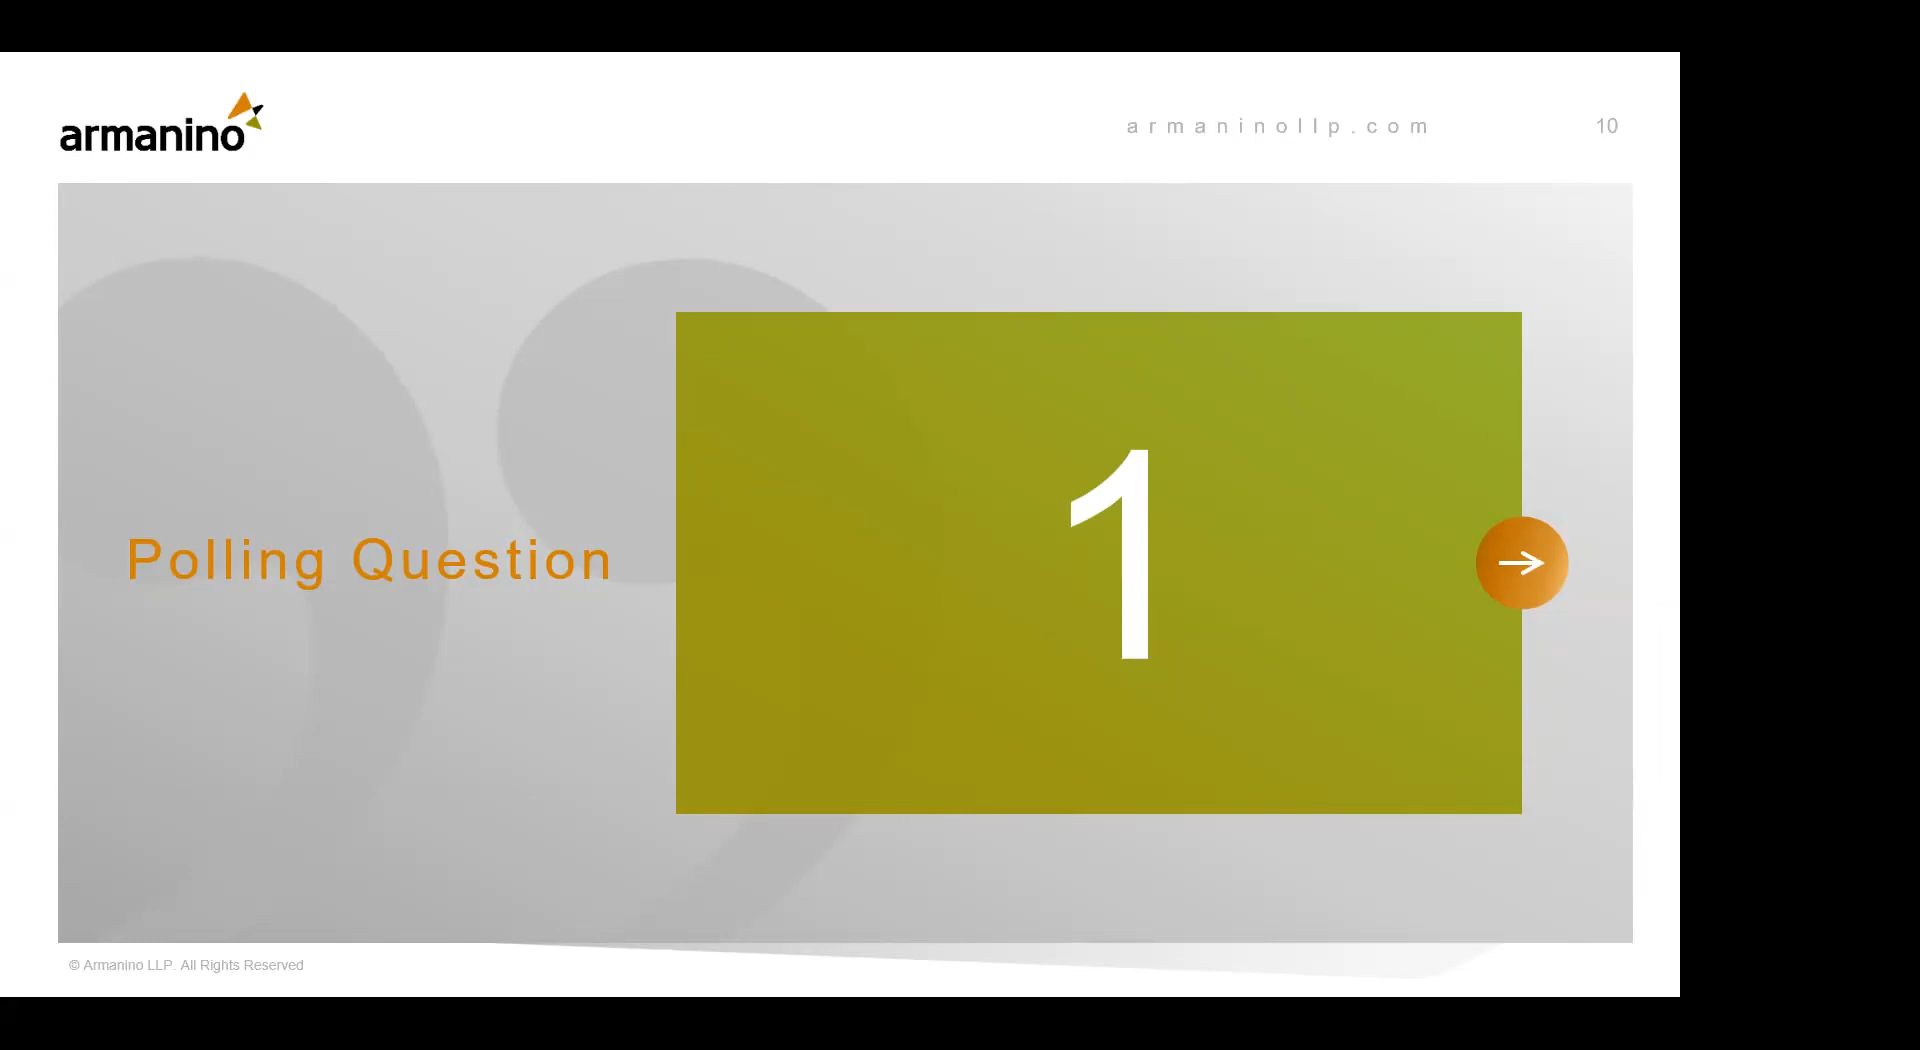 armanino
armaninollp.com
10
Polling Question
1
© Armanino LLP. All Rights Reserved